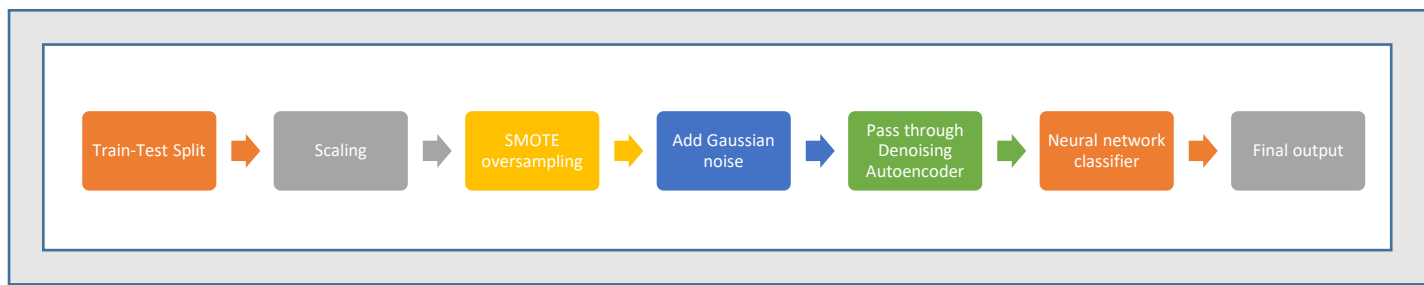 Train-Test Split
Scaling
SMOTE
oversampling
Add Gaussian
noise
Pass through
Denoising
Autoencoder
Neural network
classifier
Final output